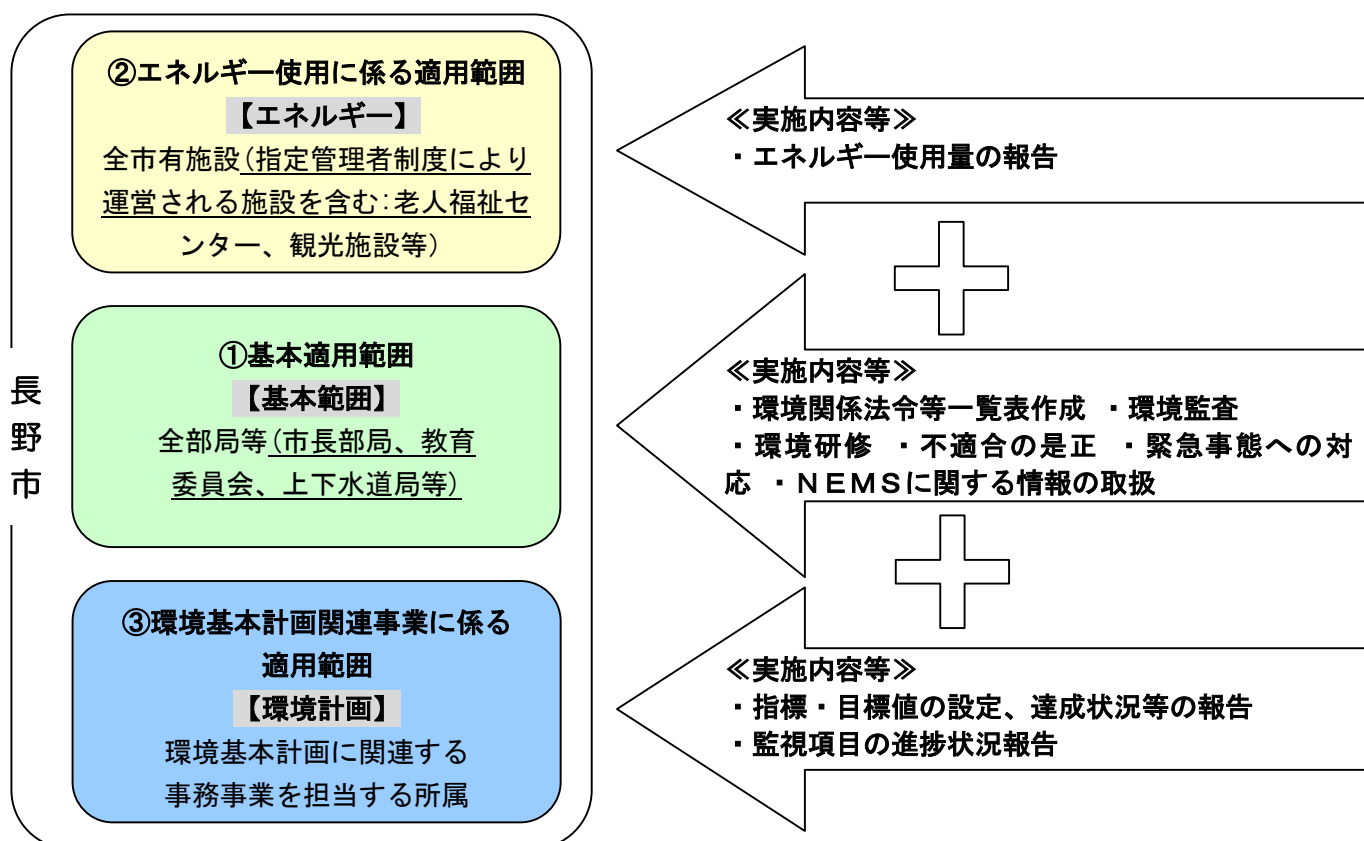 ②エネルギー使用に係る適用範囲
【エネルギー】
全市有施設(指定管理者制度により
運営される施設を含む:老人福祉セ
ンター、観光施設等)
≪実施内容等≫
・エネルギー使用量の報告
長
野
市
①基本適用範囲
【基本範囲】
全部局等(市長部局、教育
委員会、上下水道局等)
≪実施内容等≫
・環境関係法令等一覧表作成 ・環境監査
・環境研修 ・不適合の是正 ・緊急事態への対
応 ・NEMSに関する情報の取扱
③環境基本計画関連事業に係る
適用範囲
【環境計画】
環境基本計画に関連する
事務事業を担当する所属
≪実施内容等≫
・指標・目標値の設定、達成状況等の報告
・監視項目の進捗状況報告